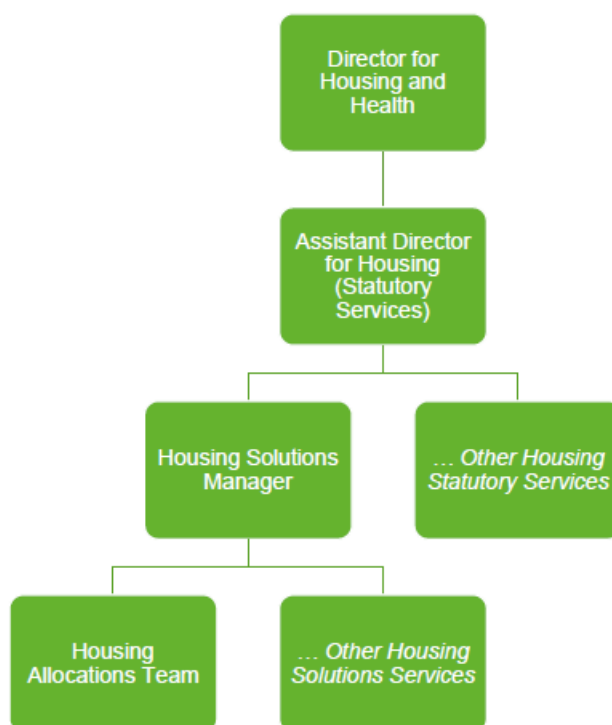 Director for
Housing and
Health
Assistant Director
for Housing
(Statutory
Services)
Housing Solutions
Manager
... Other Housing
Statutory Services
Housing
Allocations Team
... Other Housing
Solutions Services